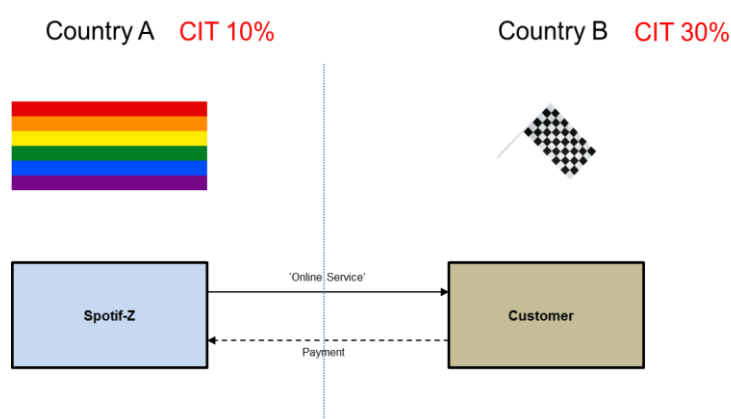 Country A CIT 10%
Country B CIT 30%
'Online Service'
Spotif-Z
Customer
Payment